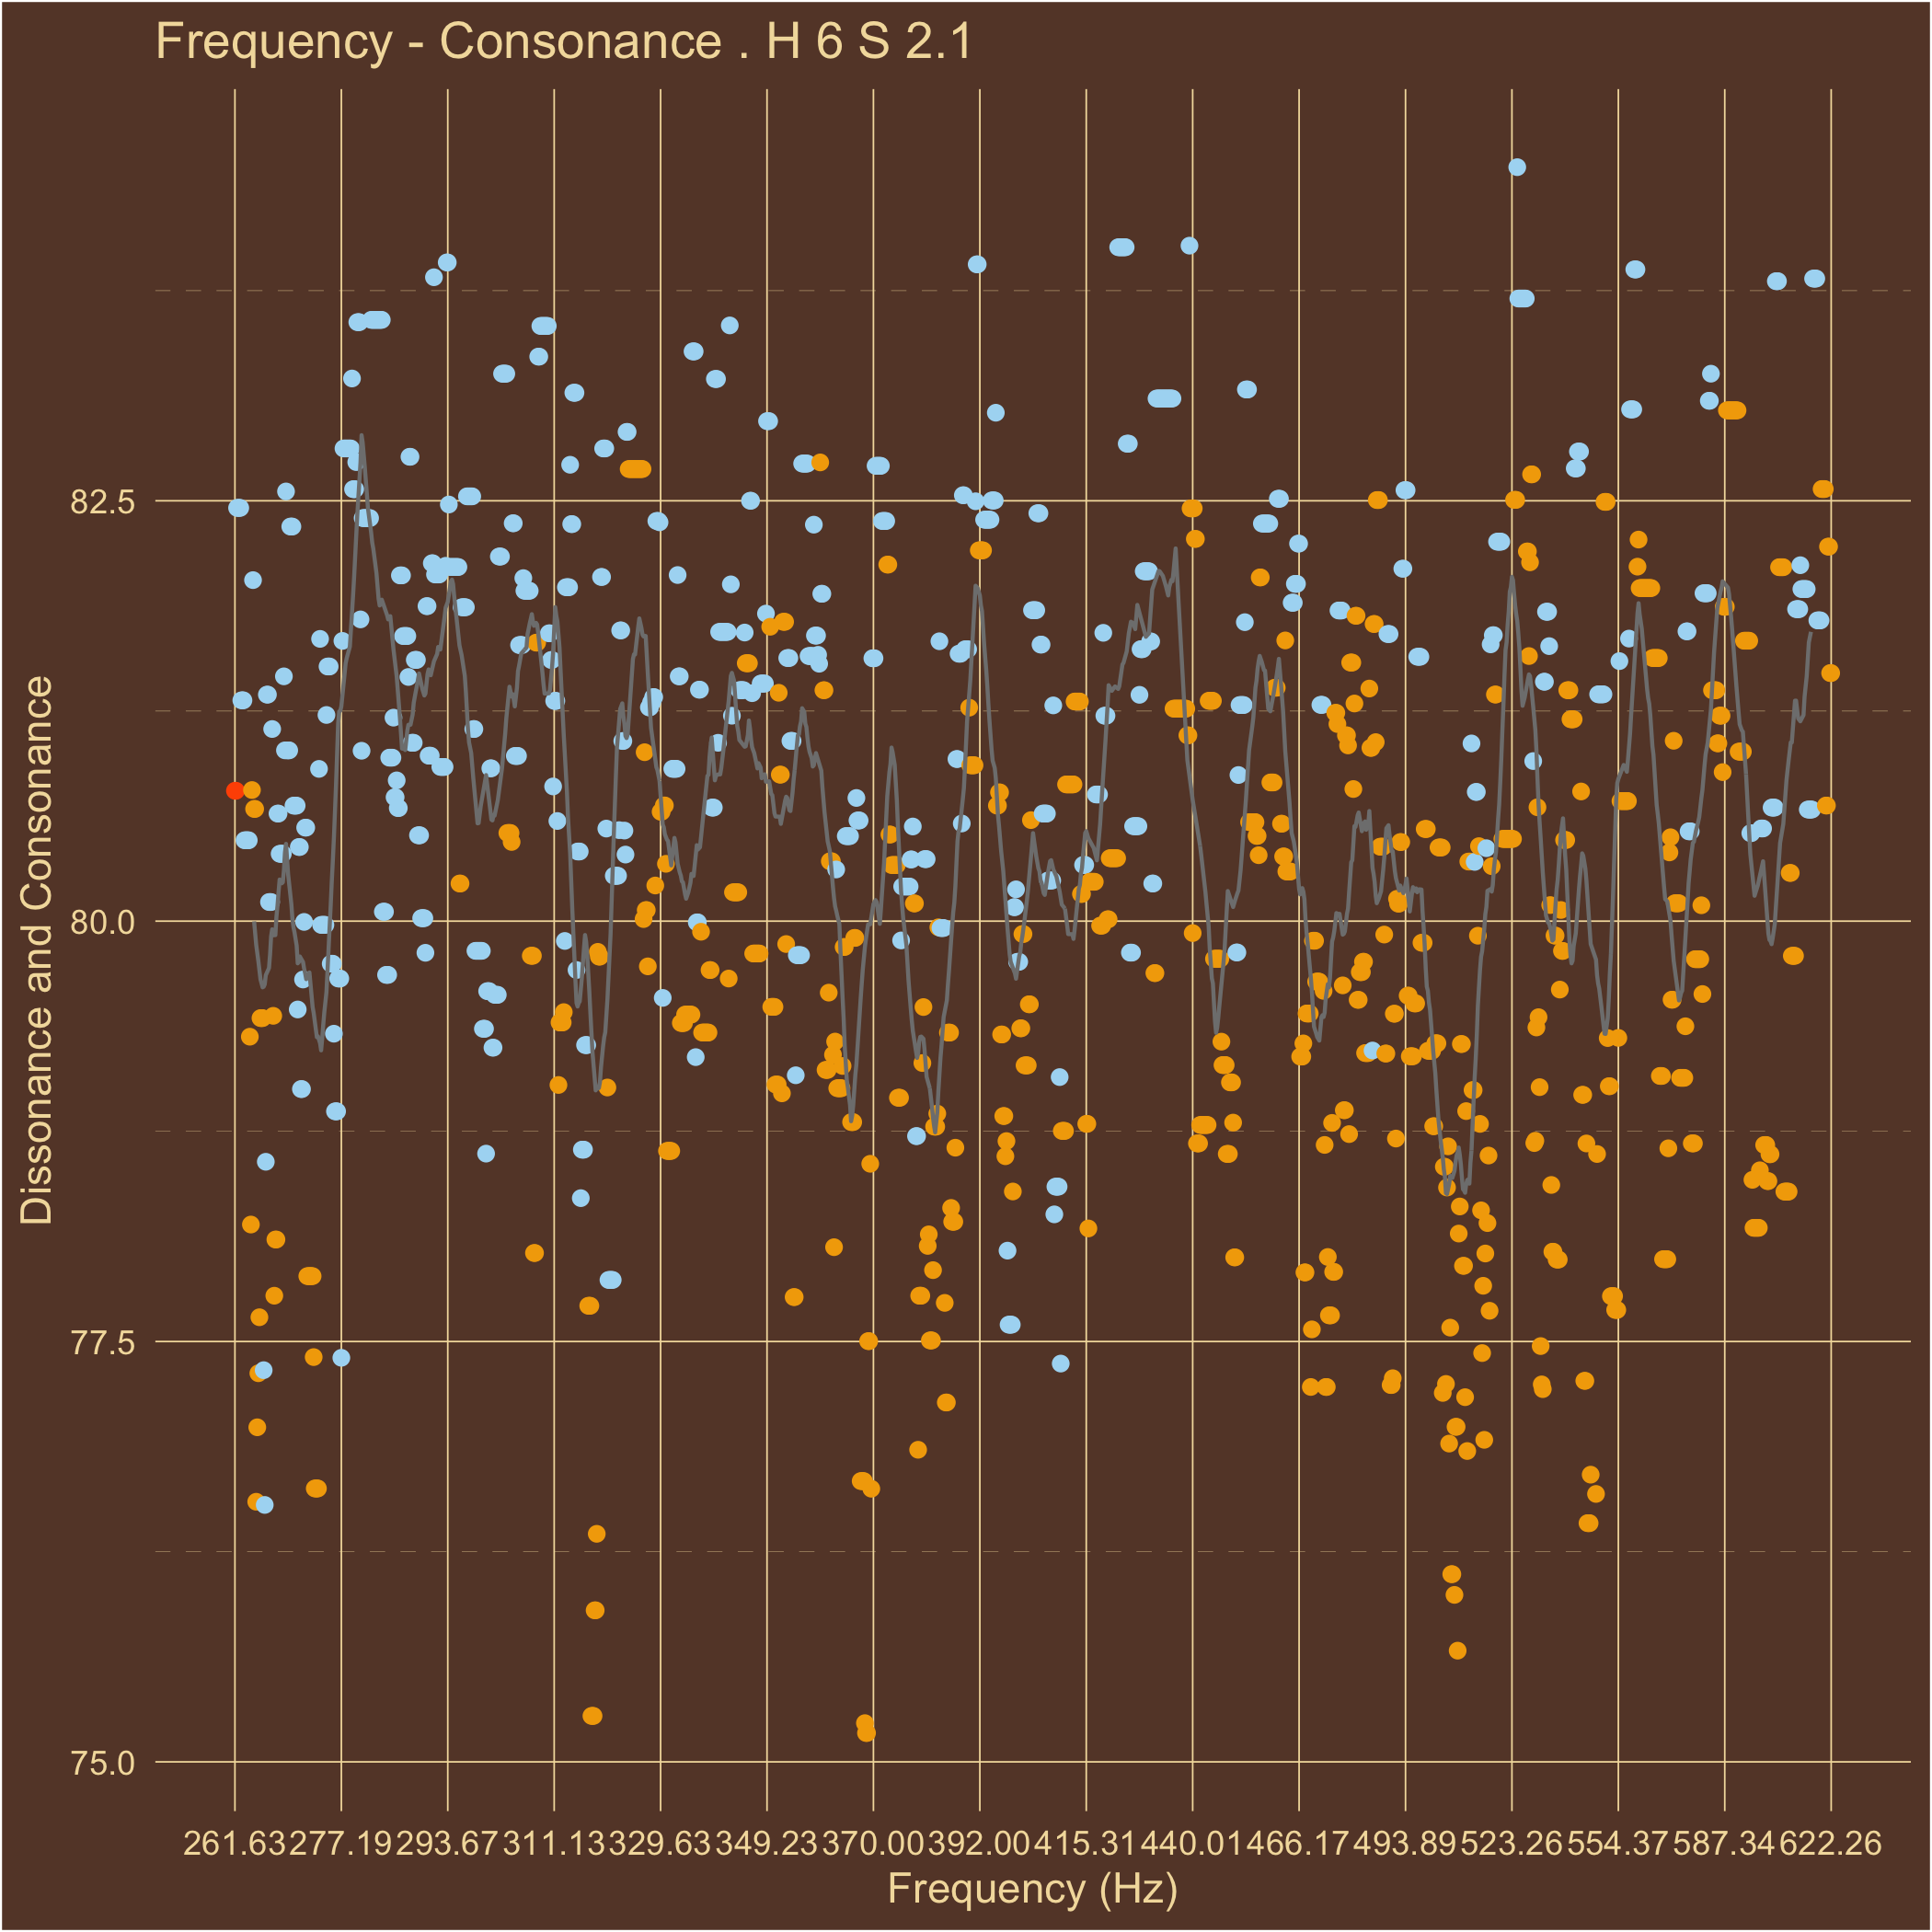 Frequency - Consonance . H 6 S 2.1
Dissonance and Consonance
82.5
80.0
77.5
75.0
261.63 277.19 293.67 311.13 329.63 349.23 370.00 392.00 415.31 440.01 466.17 493.89 523.26 554.37 587.34 622.26
Frequency (Hz)